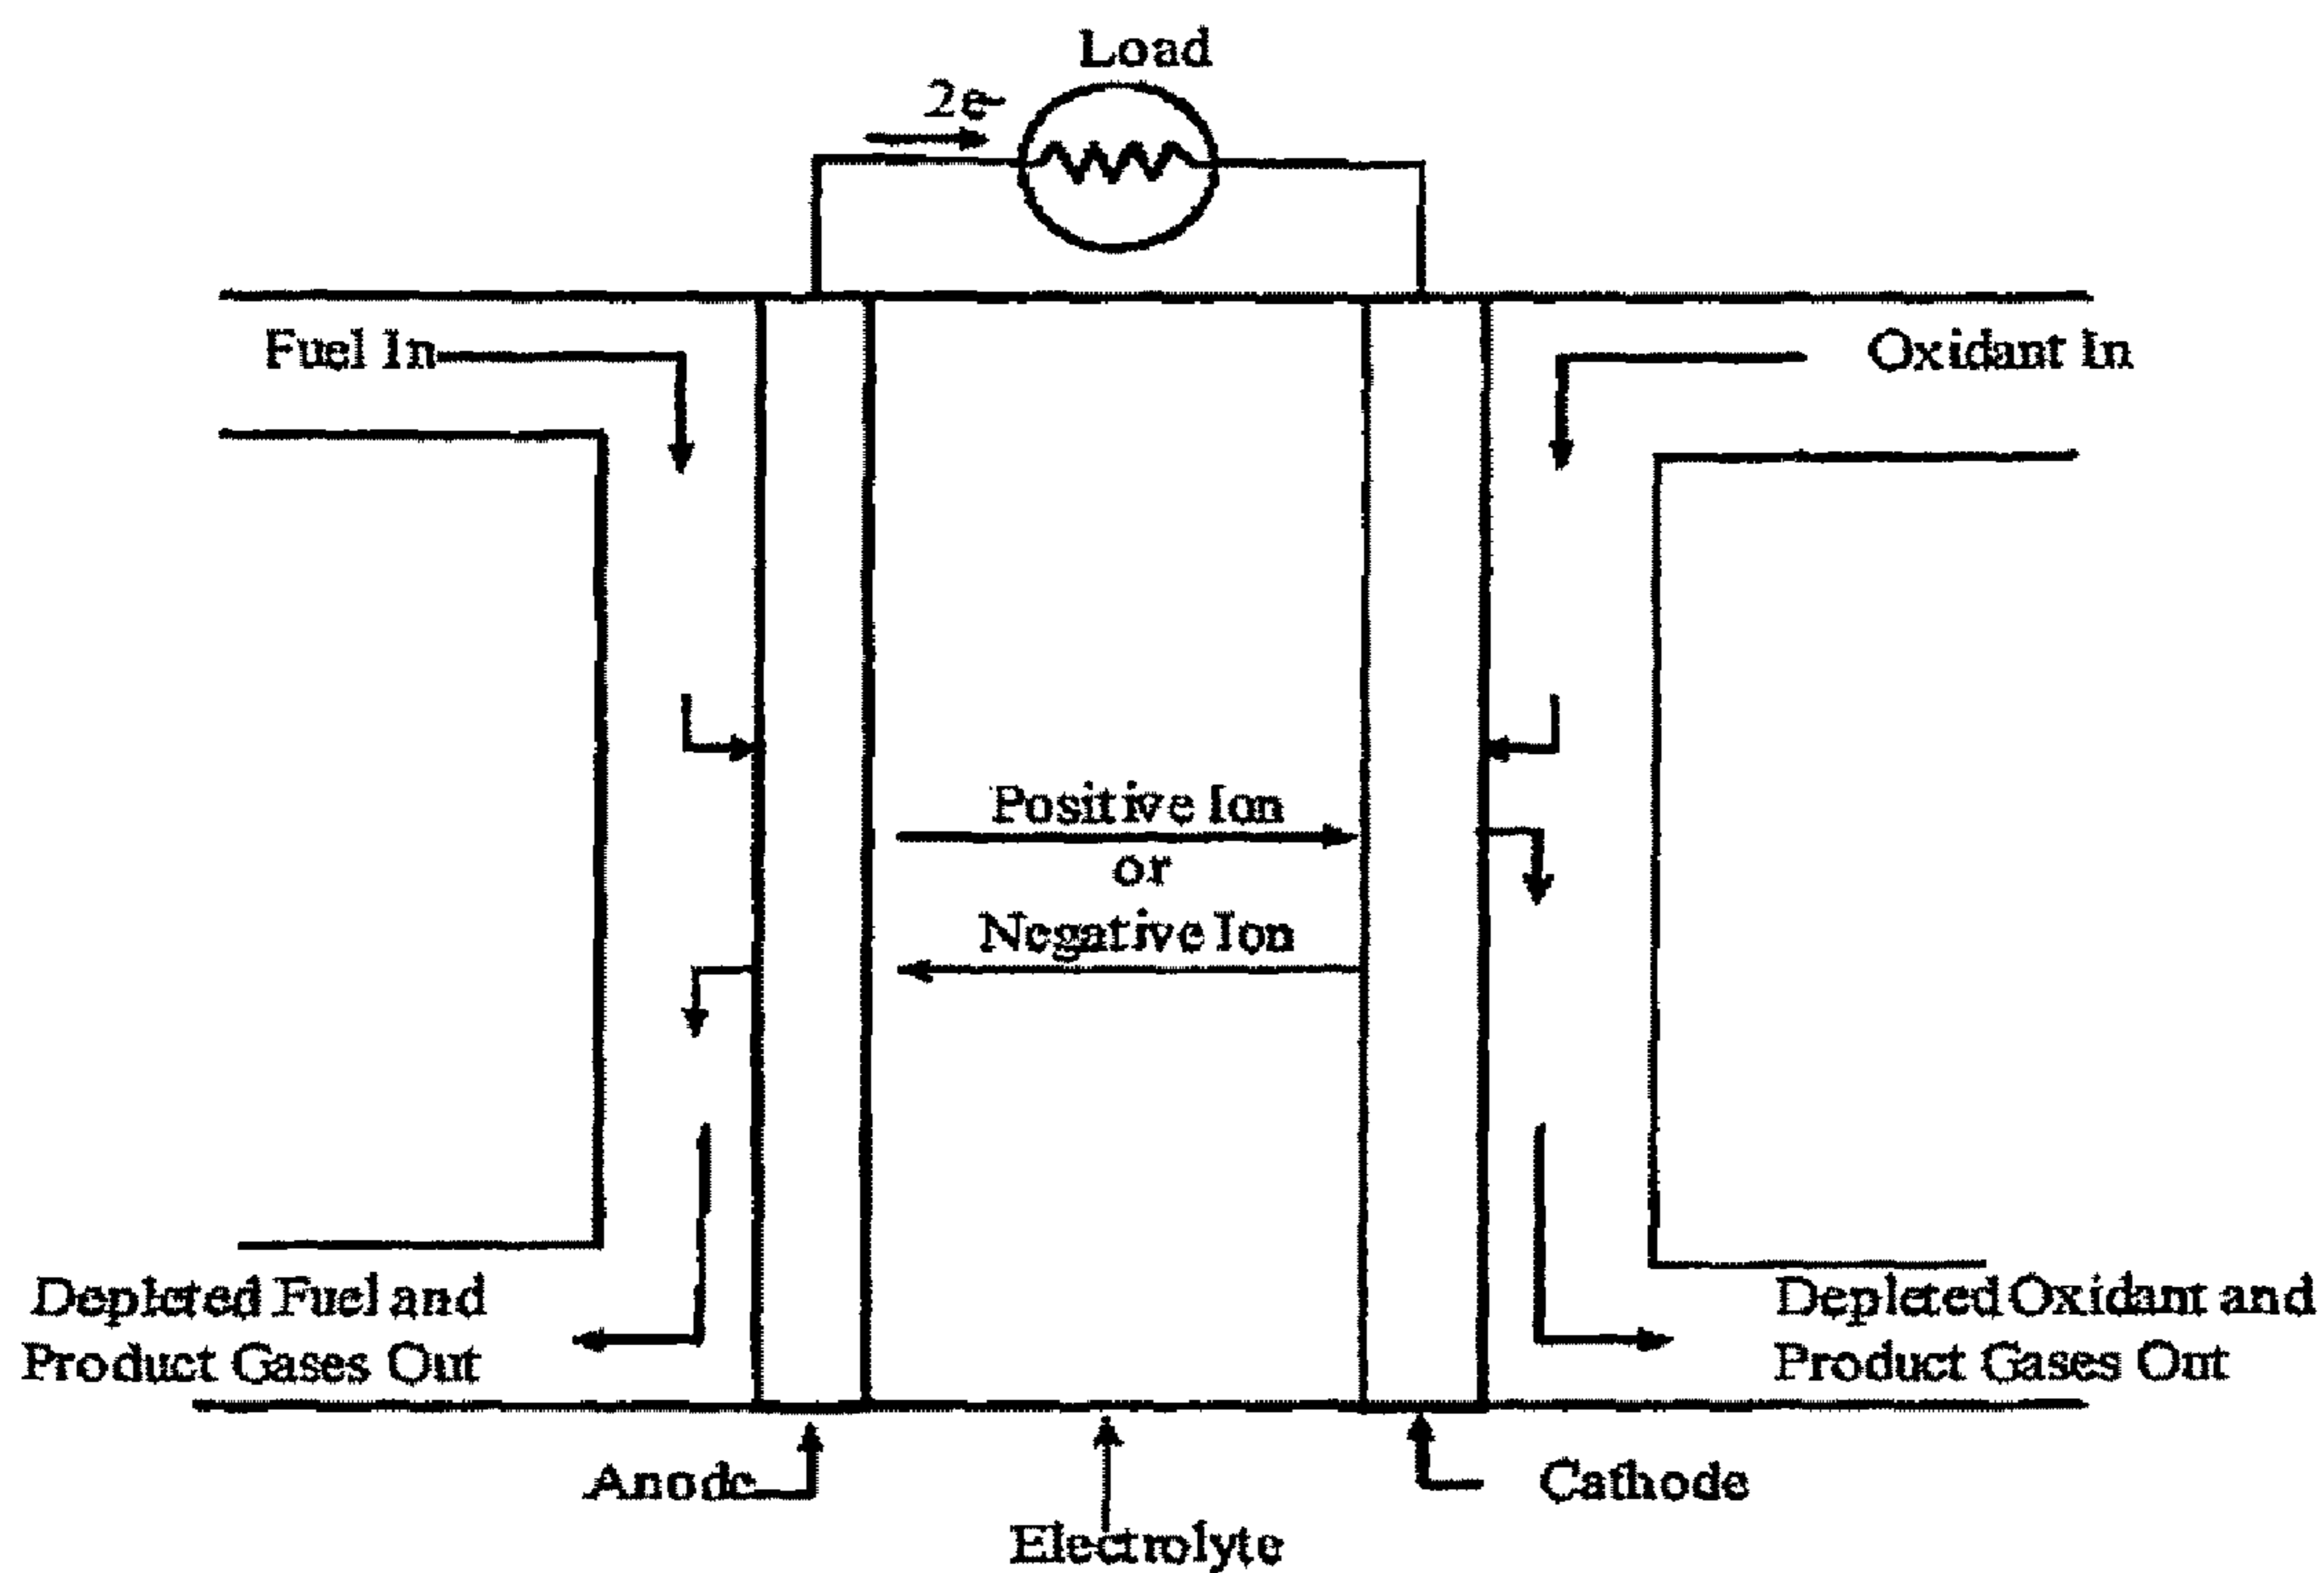 Load
2e-
Fuel In
Oxidant In
Positive Ion
or
Negative Ion
Depleted Fuel and
Product Gases Out
Depleted Oxidant and
Product Gases Out
Anode
Cathode
Electrolyte